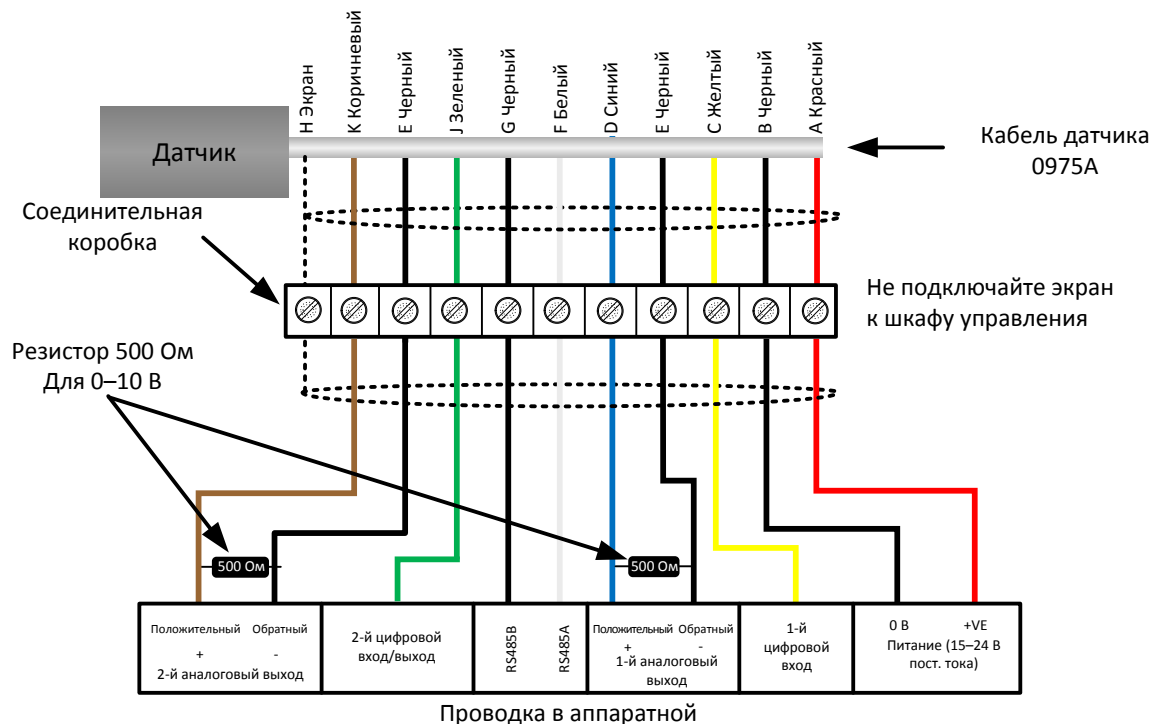 H Экран
K Коричневый
E Черный
J Зеленый
G Черный
F Белый
D Синий
E Черный
C Желтый
B Черный
A Красный
Датчик
Кабель датчика
0975A
Соединительная
коробка
Не подключайте экран
к шкафу управления
Резистор 500 Ом
Для 0–10 В
500 Ом
500 Ом
Положительный
Обратный
+
-
2-й аналоговый выход
2-й цифровой
вход/выход
RS485B
RS485A
Положительный
Обратный
+
-
1-й аналоговый
выход
1-й
цифровой
вход
0 В
+VE
Питание (15–24 В
пост. тока)
Проводка в аппаратной